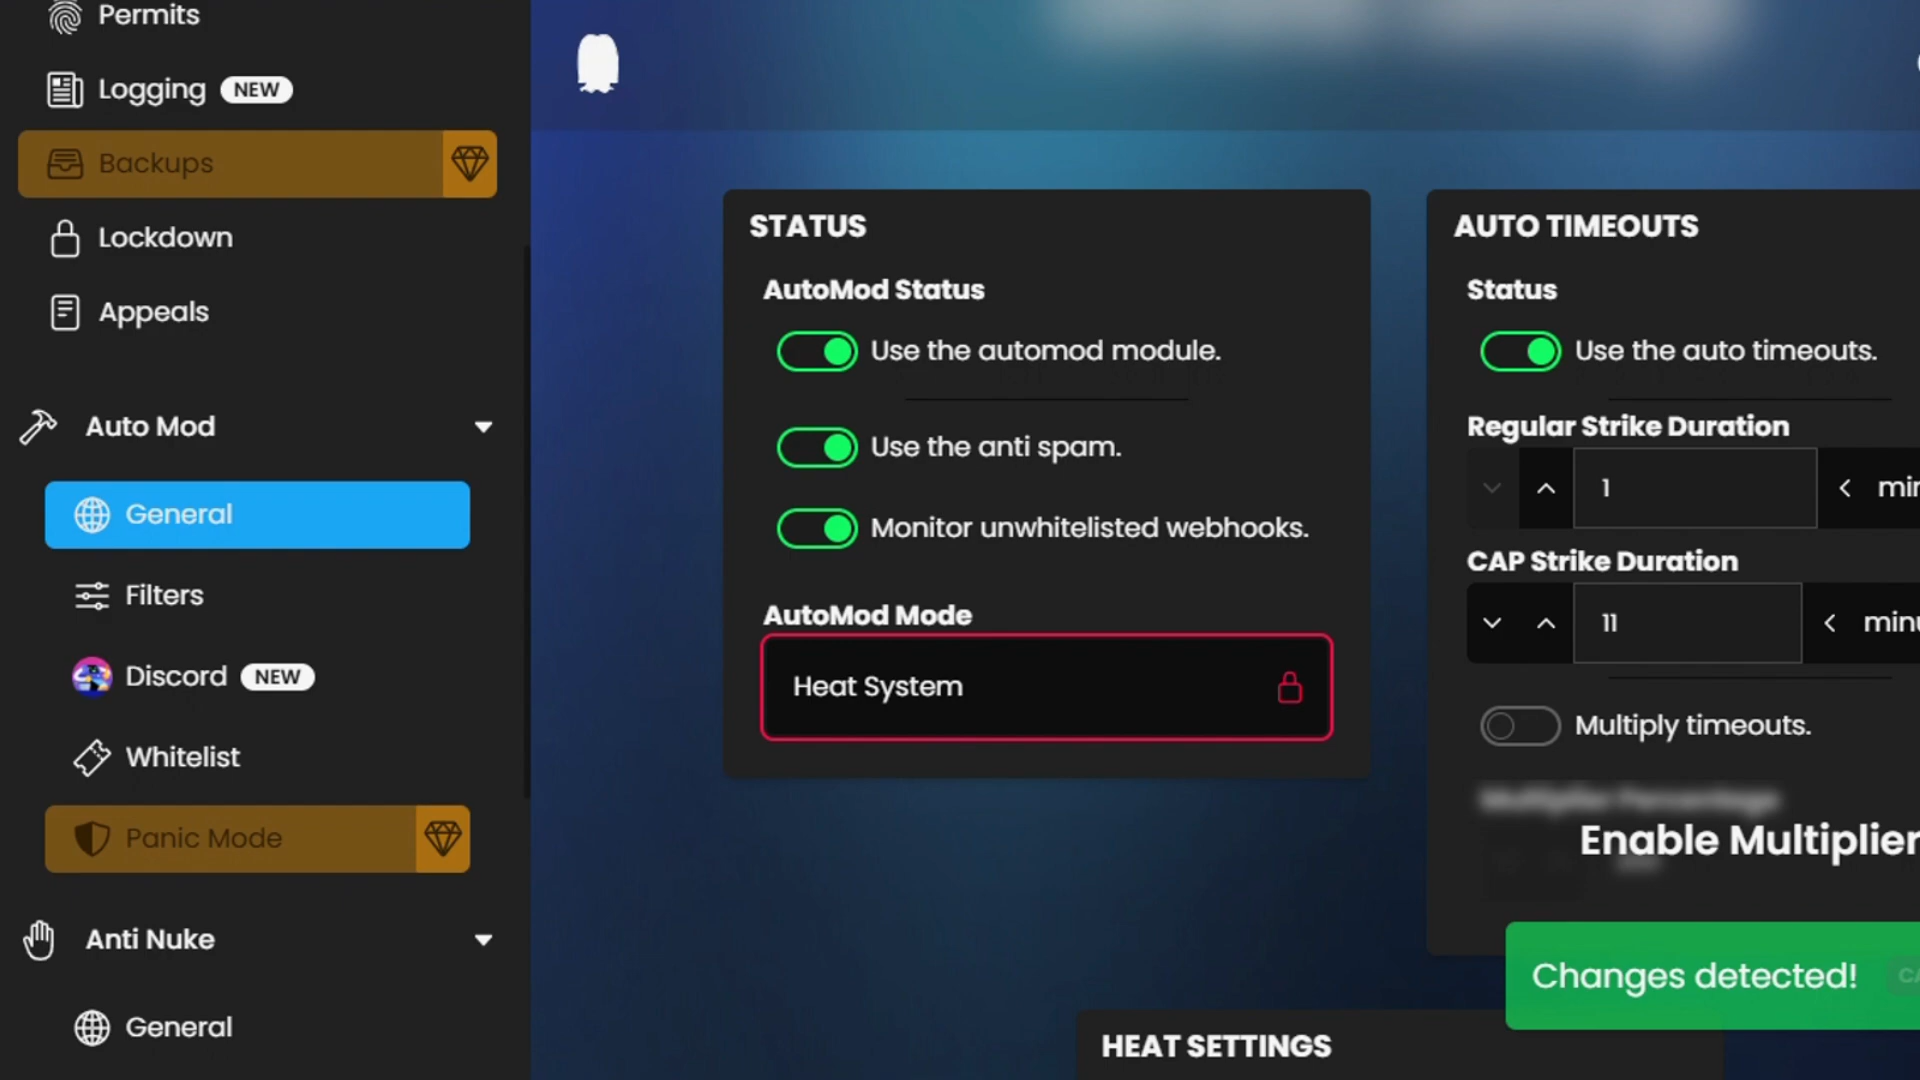 Permits
Logging NEW
Backups
Lockdown
Appeals
Auto Mod
General
Filters
Discord NEW
Whitelist
Panic Mode
Anti Nuke
General
STATUS
AutoMod Status
Use the automod module.
Use the anti spam.
Monitor unwhitelisted webhooks.
AutoMod Mode
Heat System
AUTO TIMEOUTS
Status
Use the auto timeouts.
Regular Strike Duration
1
CAP Strike Duration
11
Multiply timeouts.
Multiplier Percentage
Enable Multiplier
Changes detected!
HEAT SETTINGS